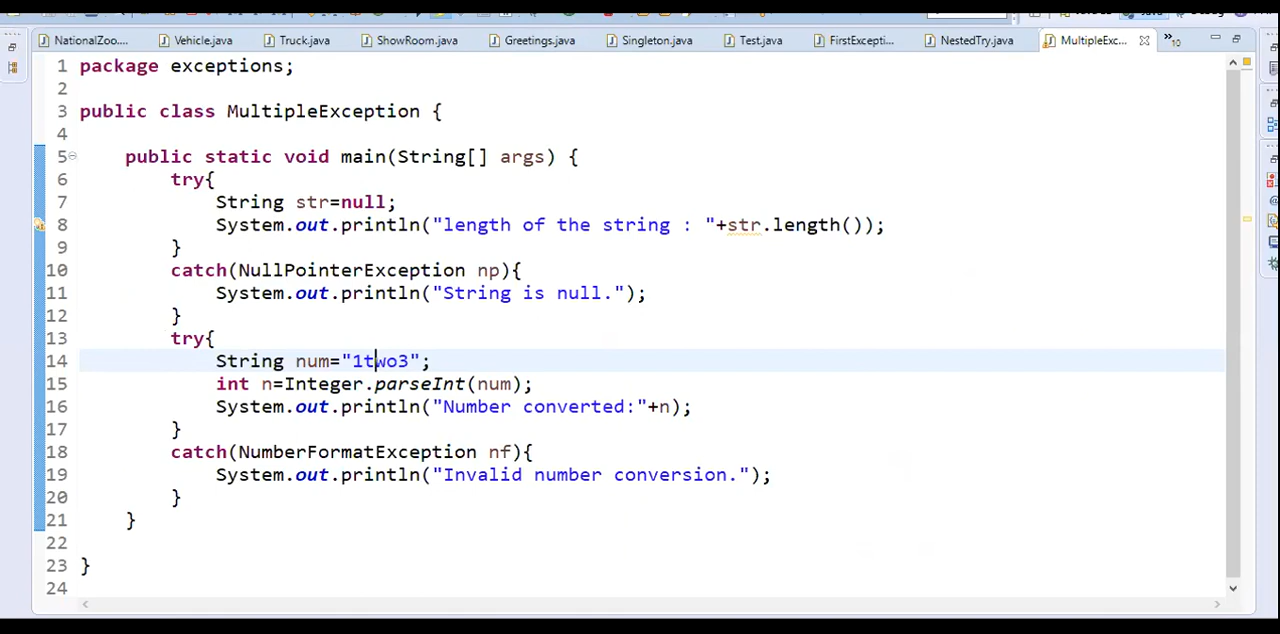 NationalZoo.... Vehicle.java Truck.java ShowRoom.java Greetings.java Singleton.java Test.java FirstExcepti... NestedTry.java MultipleExc... »10
1 package exceptions;
2
3 public class MultipleException {
4
5 public static void main(String[] args) {
6 try{
7 String str=null;
8 System.out.println("length of the string : "+str.length());
9 }
10 catch(NullPointerException np){
11 System.out.println("String is null.");
12 }
13 try{
14 String num="1two3";
15 int n=Integer.parseInt(num);
16 System.out.println("Number converted:"+n);
17 }
18 catch(NumberFormatException nf){
19 System.out.println("Invalid number conversion.");
20 }
21 }
22
23 }
24